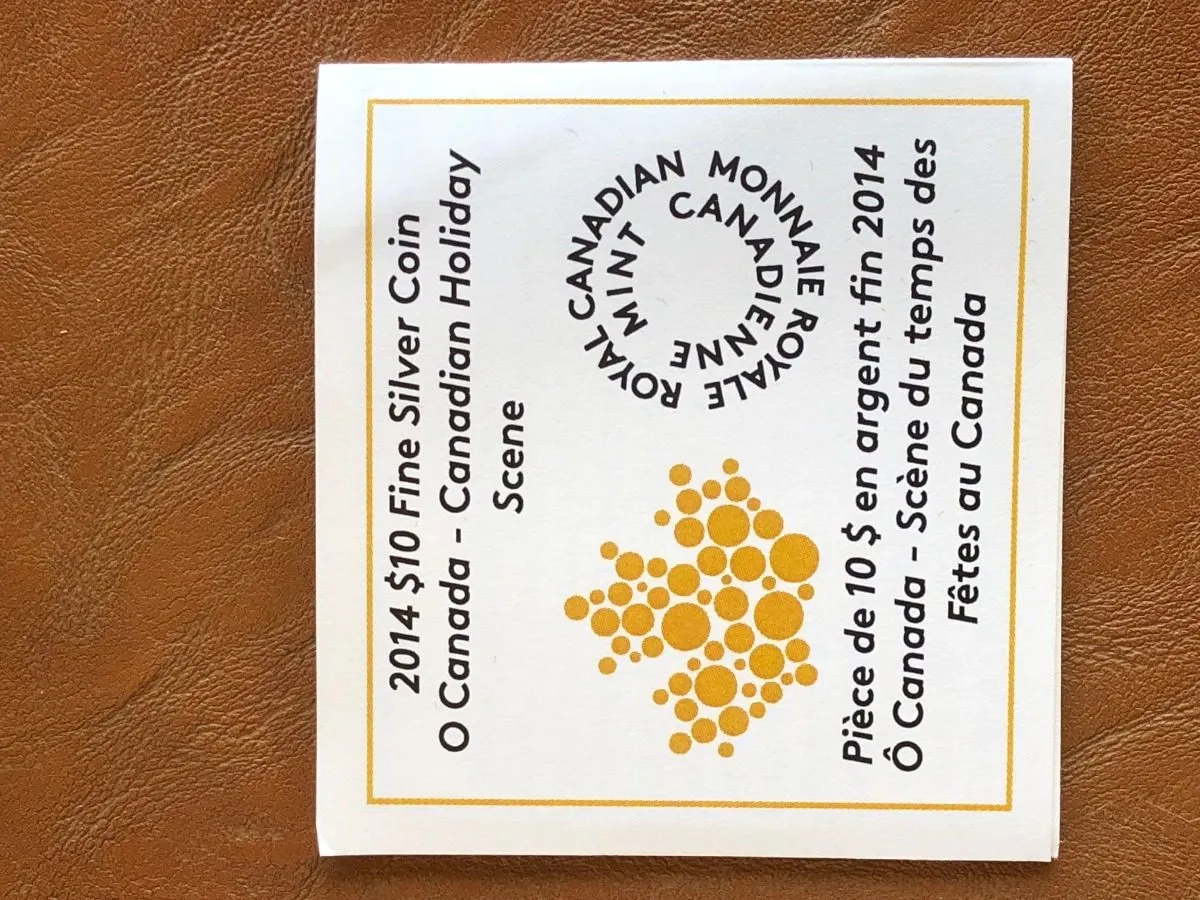 2014 $10 Fine Silver Coin
O Canada - Canadian Holiday
Scene
ROYAL CANADIAN MINT
MONNAIE ROYALE CANADIENNE
Pièce de 10 $ en argent fin 2014
Ô Canada - Scène du temps des
Fêtes au Canada